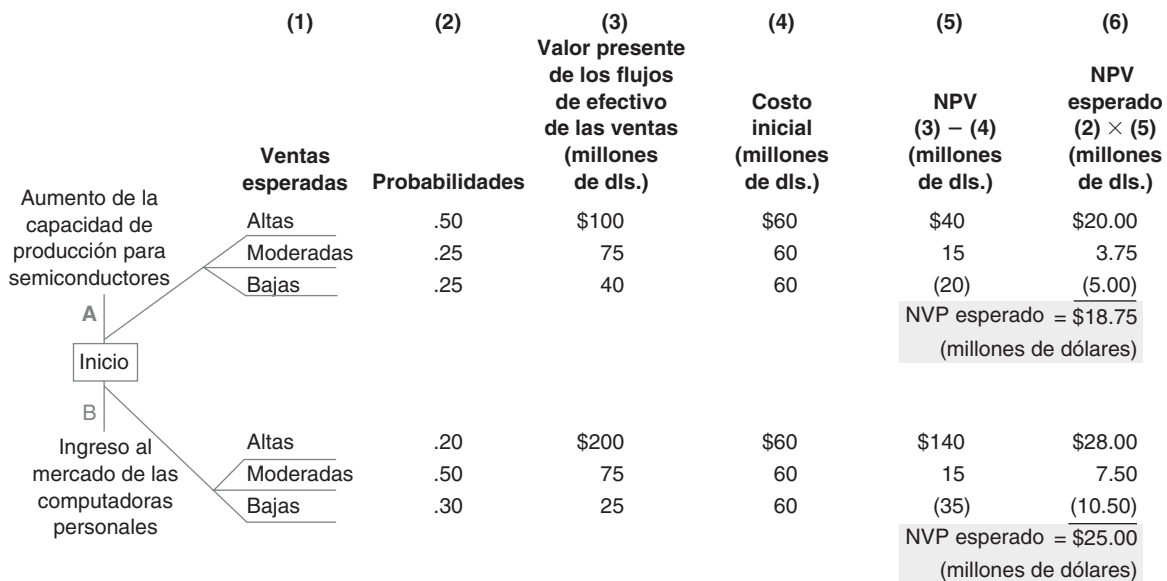 (1) (2) (3) (4) (5) (6)
Valor presente
de los flujos NPV
de efectivo Costo NPV esperado
de las ventas inicial (3) − (4) (2) × (5)
Ventas (millones (millones (millones (millones
esperadas Probabilidades de dls.) de dls.) de dls.) de dls.)
Aumento de la
capacidad de
producción para
semiconductores
Altas .50 $100 $60 $40 $20.00
Moderadas .25 75 60 15 3.75
Bajas .25 40 60 (20) (5.00)
A
NVP esperado = $18.75
(millones de dólares)
Inicio
B
Ingreso al
mercado de las
computadoras
personales
Altas .20 $200 $60 $140 $28.00
Moderadas .50 75 60 15 7.50
Bajas .30 25 60 (35) (10.50)
NVP esperado = $25.00
(millones de dólares)